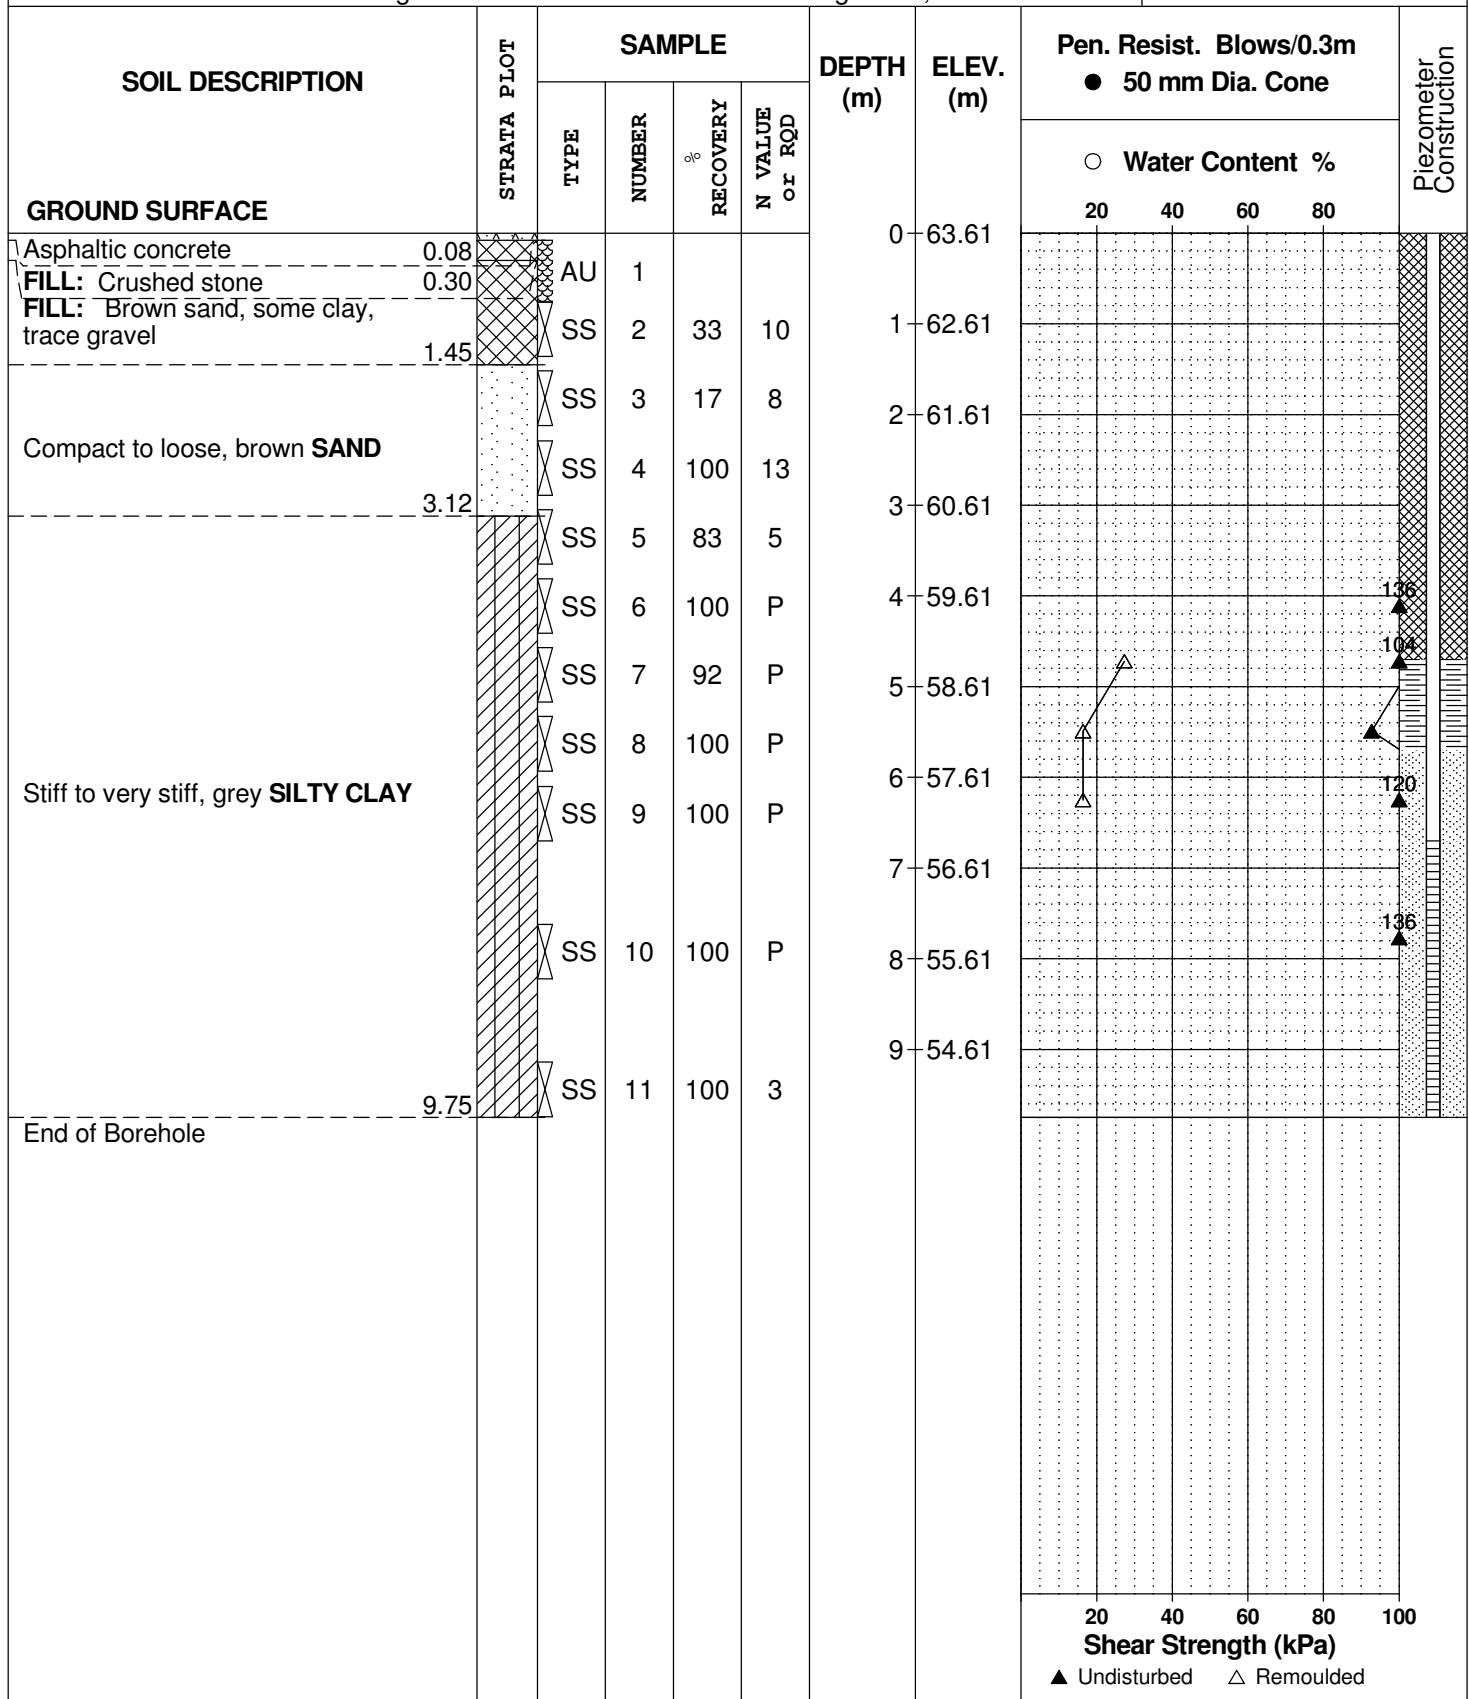 SOIL DESCRIPTION
GROUND SURFACE
STRATA PLOT
SAMPLE
TYPE
NUMBER
% RECOVERY
N VALUE or RQD
DEPTH (m)
ELEV. (m)
Pen. Resist. Blows/0.3m
● 50 mm Dia. Cone
○ Water Content %
20 40 60 80
Piezometer Construction
0 63.61
Asphaltic concrete 0.08
FILL: Crushed stone 0.30
AU 1
FILL: Brown sand, some clay,
trace gravel
1.45
SS 2 33 10
1 62.61
SS 3 17 8
2 61.61
Compact to loose, brown SAND
3.12
SS 4 100 13
3 60.61
SS 5 83 5
4 59.61
136
SS 6 100 P
104
SS 7 92 P
5 58.61
SS 8 100 P
6 57.61
Stiff to very stiff, grey SILTY CLAY
120
SS 9 100 P
7 56.61
136
SS 10 100 P
8 55.61
9 54.61
SS 11 100 3
9.75
End of Borehole
20 40 60 80 100
Shear Strength (kPa)
▲ Undisturbed △ Remoulded